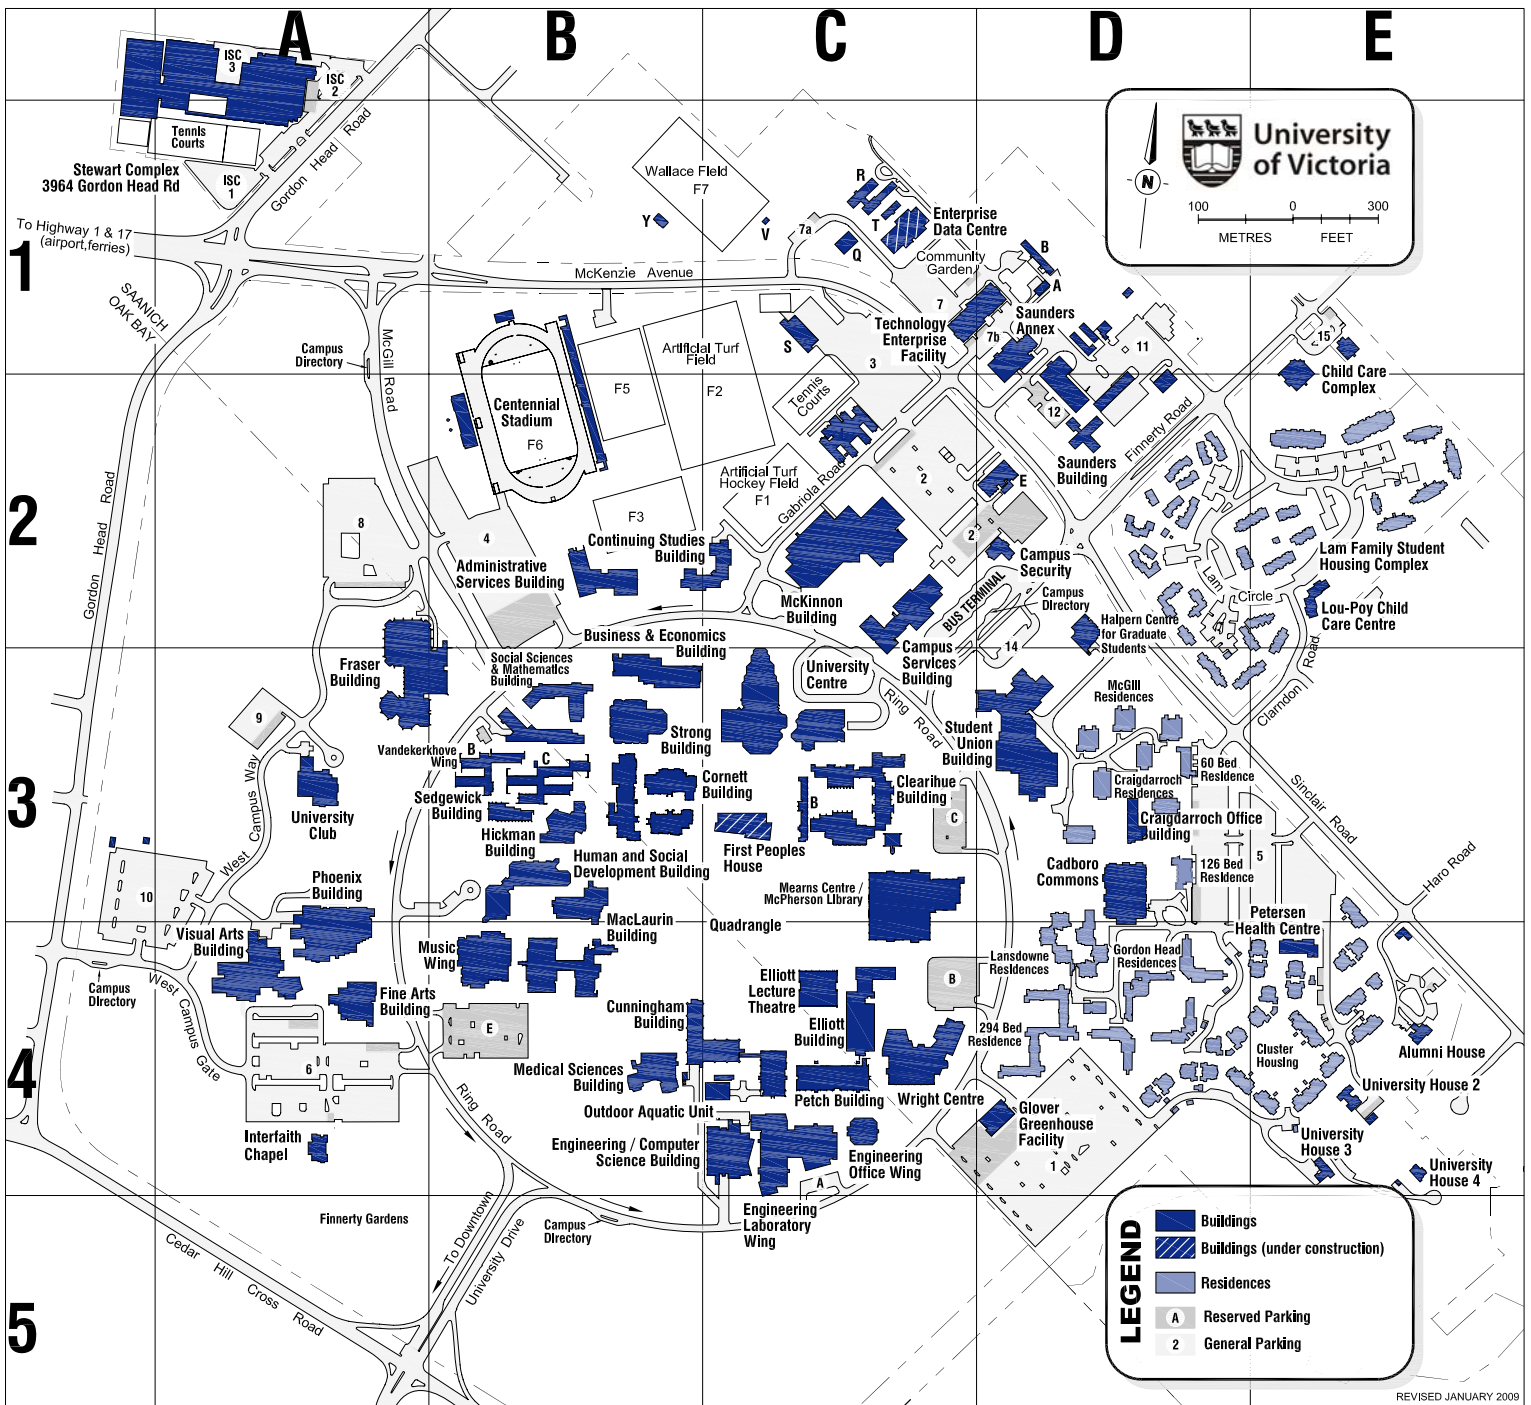 A
B
C
D
E
1
2
3
4
5
ISC
3
ISC
2
Tennis
Courts
Stewart Complex
3964 Gordon Head Rd
ISC
1
Gordon Head Road
To Highway 1 & 17
(airport,ferries)
SAANICH
OAK BAY
McKenzie Avenue
McGill Road
Campus
Directory
Wallace Field
F7
Y
V
R
T
Q
7a
Enterprise
Data Centre
Community
Garden
7
B
A
University
of Victoria
N
100
0
300
METRES
FEET
Technology
Enterprise
Facility
7b
Saunders
Annex
11
15
Child Care
Complex
S
3
Artificial Turf
Field
F2
F5
Centennial
Stadium
F6
Tennis
Courts
12
Finnerty Road
Saunders
Building
Gordon Head Road
8
4
Artificial Turf
Hockey Field
F1
Gabriola Road
2
E
2
F3
Continuing Studies
Building
Administrative
Services Building
McKinnon
Building
Campus
Security
BUS TERMINAL
Campus
Directory
Halpern Centre
for Graduate
Students
14
Lam
Circle
Lam Family Student
Housing Complex
Lou-Poy Child
Care Centre
Clarndon
Road
Fraser
Building
Business & Economics
Building
Social Sciences
& Mathematics
Building
University
Centre
Campus
Services
Building
Ring Road
Student
Union
Building
McGill
Residences
9
West Campus Way
Vandekerkhove
Wing
B
C
Strong
Building
Cornett
Building
Clearihue
Building
B
C
Craigdarroch
Residences
60 Bed
Residence
Craigdarroch Office
Building
Sinclair Road
University
Club
Sedgewick
Building
Hickman
Building
First Peoples
House
Human and Social
Development Building
Mearns Centre /
McPherson Library
Cadboro
Commons
126 Bed
Residence
5
Haro Road
10
Phoenix
Building
Visual Arts
Building
Music
Wing
MacLaurin
Building
Quadrangle
Petersen
Health Centre
Lansdowne
Residences
Gordon Head
Residences
Campus
Directory
West Campus Gate
Fine Arts
Building
E
Cunningham
Building
Elliott
Lecture
Theatre
Elliott
Building
B
294 Bed
Residence
Cluster
Housing
Alumni House
6
Medical Sciences
Building
Petch Building
Wright Centre
University House 2
Ring Road
Outdoor Aquatic Unit
Glover
Greenhouse
Facility
1
Interfaith
Chapel
Engineering / Computer
Science Building
Engineering
Office Wing
A
University
House 3
University
House 4
Finnerty Gardens
Cedar Hill Cross Road
To Downtown
University Drive
Campus
Directory
Engineering
Laboratory
Wing
LEGEND
Buildings
Buildings (under construction)
Residences
A
Reserved Parking
2
General Parking
REVISED JANUARY 2009